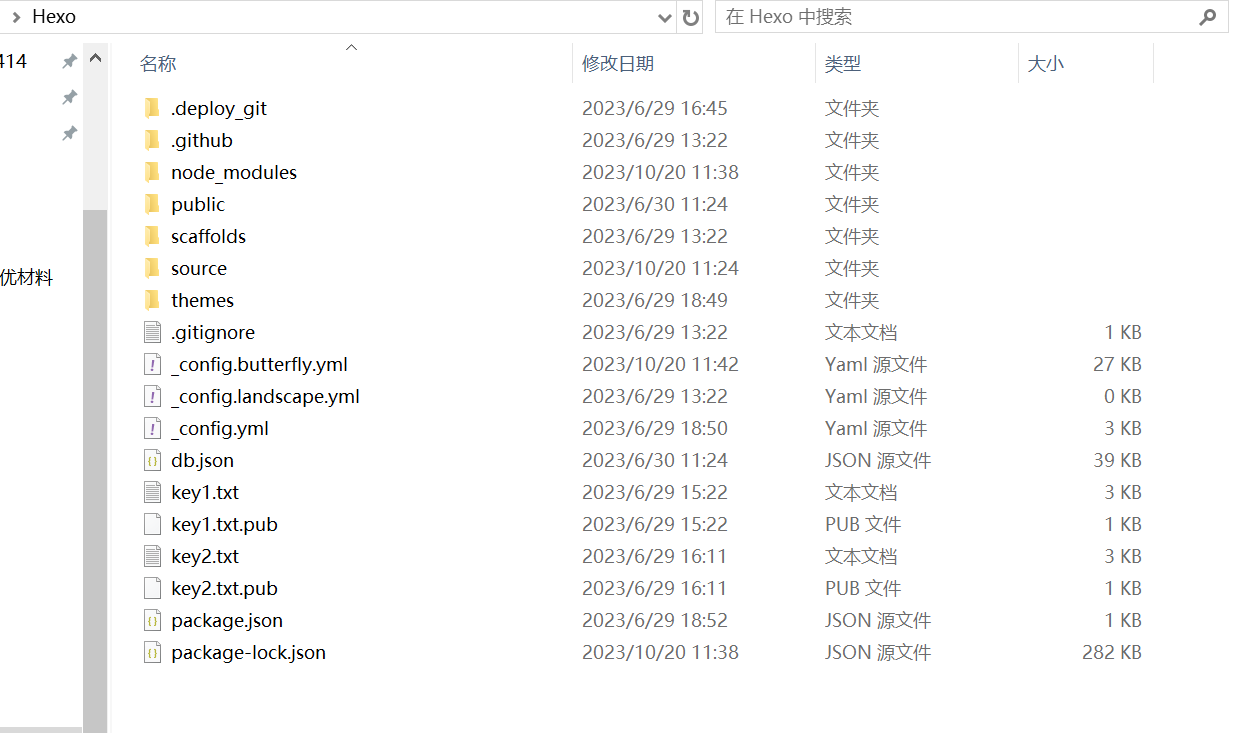 Hexo
在 Hexo 中搜索
414
优材料
名称 修改日期 类型 大小
.deploy_git 2023/6/29 16:45 文件夹
.github 2023/6/29 13:22 文件夹
node_modules 2023/10/20 11:38 文件夹
public 2023/6/30 11:24 文件夹
scaffolds 2023/6/29 13:22 文件夹
source 2023/10/20 11:24 文件夹
themes 2023/6/29 18:49 文件夹
.gitignore 2023/6/29 13:22 文本文档 1 KB
_config.butterfly.yml 2023/10/20 11:42 Yaml 源文件 27 KB
_config.landscape.yml 2023/6/29 13:22 Yaml 源文件 0 KB
_config.yml 2023/6/29 18:50 Yaml 源文件 3 KB
db.json 2023/6/30 11:24 JSON 源文件 39 KB
key1.txt 2023/6/29 15:22 文本文档 3 KB
key1.txt.pub 2023/6/29 15:22 PUB 文件 1 KB
key2.txt 2023/6/29 16:11 文本文档 3 KB
key2.txt.pub 2023/6/29 16:11 PUB 文件 1 KB
package.json 2023/6/29 18:52 JSON 源文件 1 KB
package-lock.json 2023/10/20 11:38 JSON 源文件 282 KB